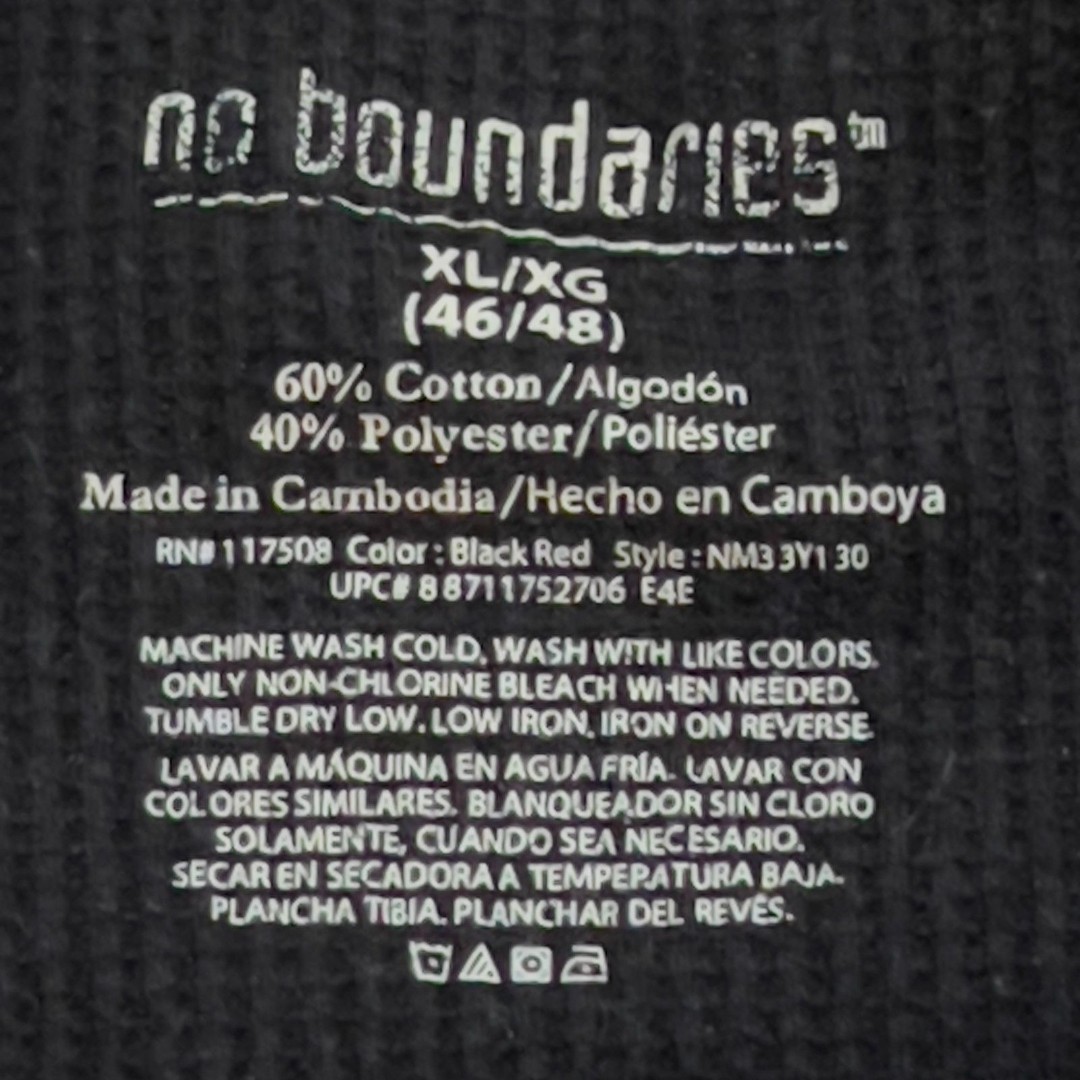 no boundaries™
XL/XG
(46/48)
60% Cotton/Algodón
40% Polyester/Poliéster
Made in Cambodia/Hecho en Camboya
RN# 117508 Color: Black Red Style: NM33Y130
UPC# 88711752706 E4E
MACHINE WASH COLD. WASH WITH LIKE COLORS.
ONLY NON-CHLORINE BLEACH WHEN NEEDED.
TUMBLE DRY LOW. LOW IRON. IRON ON REVERSE
LAVAR A MÁQUINA EN AGUA FRÍA. LAVAR CON
COLORES SIMILARES. BLANQUEADOR SIN CLORO
SOLAMENTE, CUANDO SEA NECESARIO.
SECAR EN SECADORA A TEMPERATURA BAJA.
PLANCHA TIBIA. PLANCHAR DEL REVÉS.